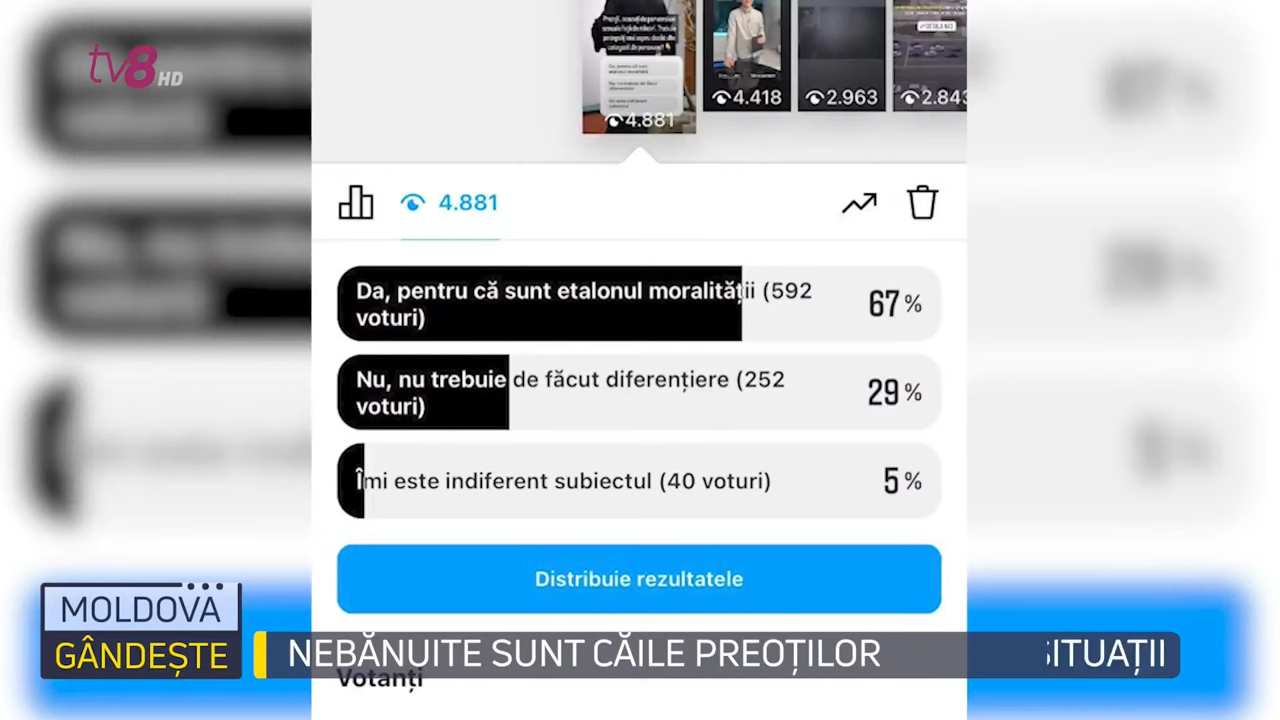 tv8 HD
4.881
4.418
2.963
2.843
4.881
Da, pentru că sunt etalonul moralității (592
voturi)
67%
Nu, nu trebuie de făcut diferențiere (252
voturi)
29%
Îmi este indiferent subiectul (40 voturi)
5%
Distribuie rezultatele
MOLDOVA
GÂNDEȘTE
NEBĂNUITE SUNT CĂILE PREOȚILOR
SITUAȚII
Votanți